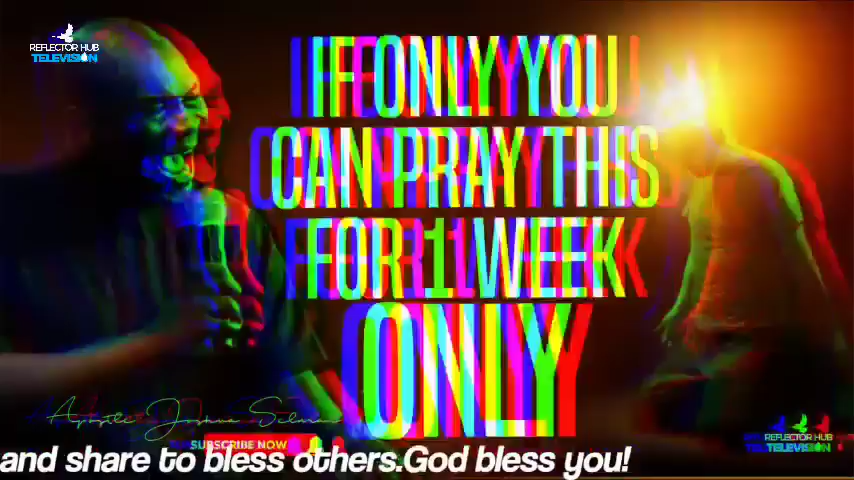 REFLECTOR HUB
TELEVISION
IF ONLY YOU
CAN PRAY THIS
FOR 1 WEEK
ONLY
Apostle Joshua Selman
SUBSCRIBE NOW
REFLECTOR HUB
TELEVISION
and share to bless others.God bless you!